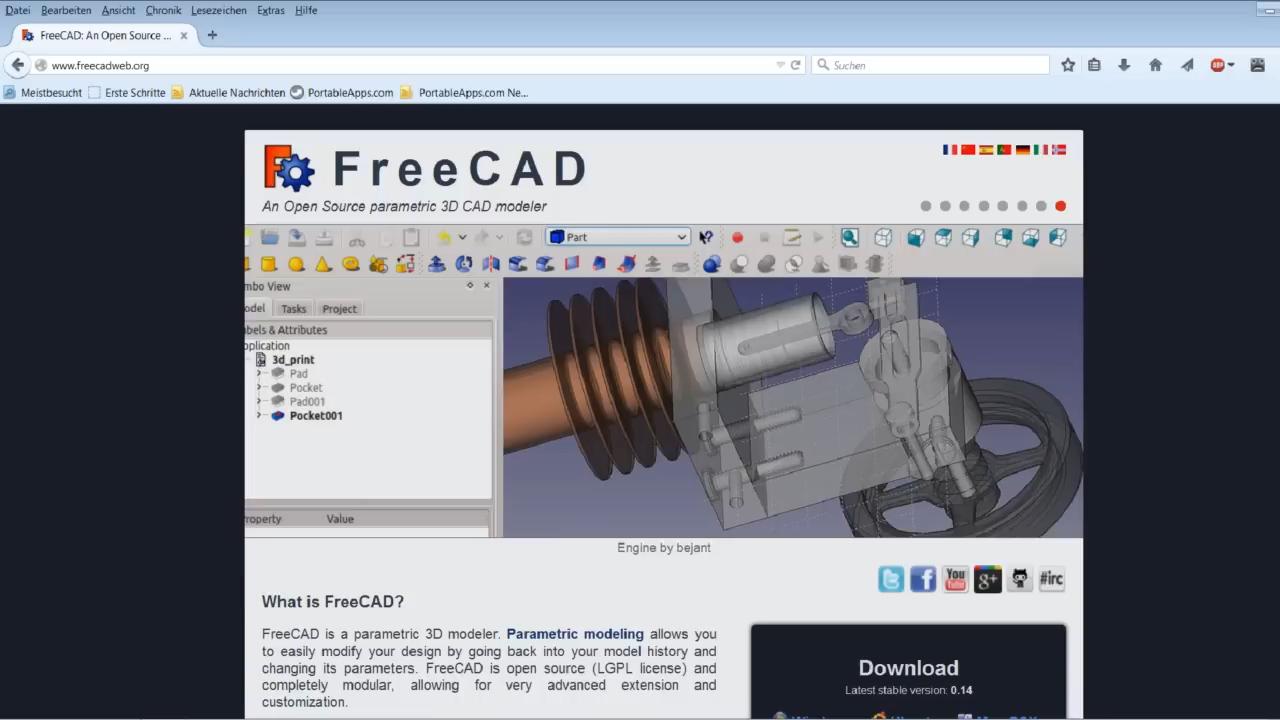 Datei Bearbeiten Ansicht Chronik Lesezeichen Extras Hilfe
FreeCAD: An Open Source ...
www.freecadweb.org
Suchen
Meistbesucht Erste Schritte Aktuelle Nachrichten PortableApps.com PortableApps.com Ne...
FreeCAD
An Open Source parametric 3D CAD modeler
Part
mbo View
odel Tasks Project
abels & Attributes
pplication
3d_print
Pad
Pocket
Pad001
Pocket001
roperty Value
Engine by bejant
You Tube g+ #irc
What is FreeCAD?
FreeCAD is a parametric 3D modeler. Parametric modeling allows you
to easily modify your design by going back into your model history and
changing its parameters. FreeCAD is open source (LGPL license) and
completely modular, allowing for very advanced extension and
customization.
Download
Latest stable version: 0.14